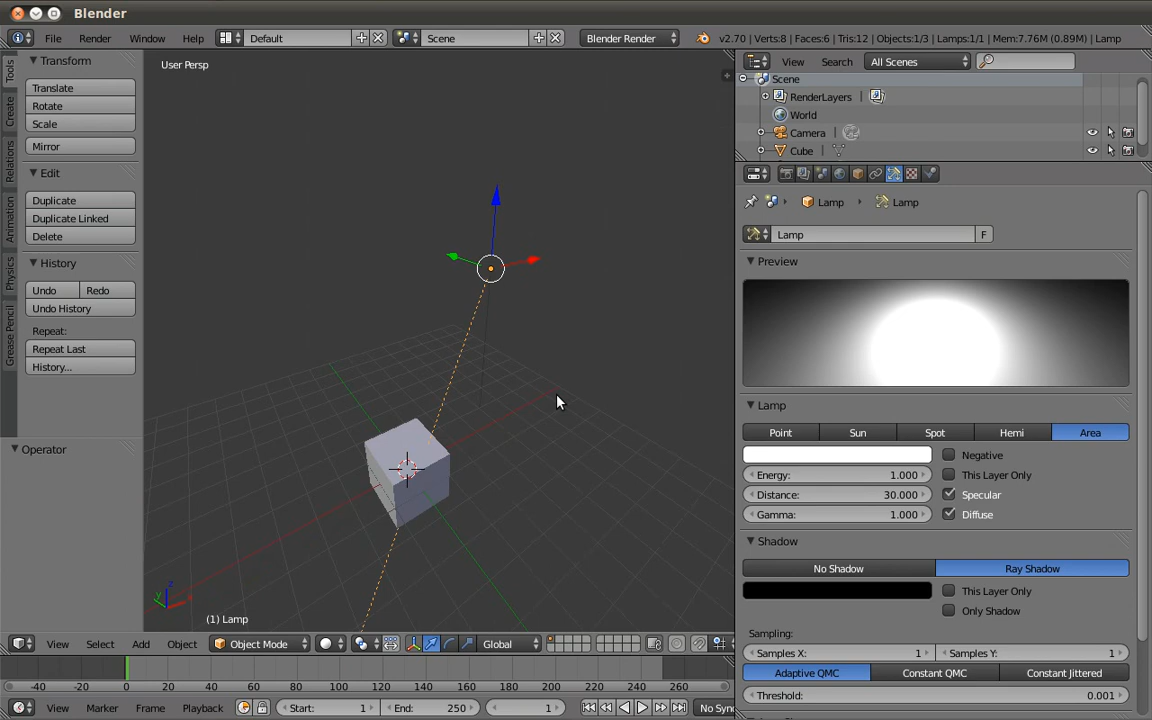 Blender
File Render Window Help Default Scene Blender Render v2.70 | Verts:8 | Faces:6 | Tris:12 | Objects:1/3 | Lamps:1/1 | Mem:7.76M (0.89M) | Lamp
Tools
Create
Relations
Animation
Physics
Grease Pencil
Transform
Translate
Rotate
Scale
Mirror
Edit
Duplicate
Duplicate Linked
Delete
History
Undo Redo
Undo History
Repeat:
Repeat Last
History...
Operator
User Persp
z
y
(1) Lamp
View Select Add Object Object Mode Global
-40 -20 0 20 40 60 80 100 120 140 160 180 200 220 240 260
View Marker Frame Playback Start: 1 End: 250 1 No Sync
View Search All Scenes
Scene
RenderLayers
World
Camera
Cube
Lamp Lamp
Lamp F
Preview
Lamp
Point Sun Spot Hemi Area
Negative
Energy: 1.000 This Layer Only
Distance: 30.000 Specular
Gamma: 1.000 Diffuse
Shadow
No Shadow Ray Shadow
This Layer Only
Only Shadow
Sampling:
Samples X: 1 Samples Y: 1
Adaptive QMC Constant QMC Constant Jittered
Threshold: 0.001